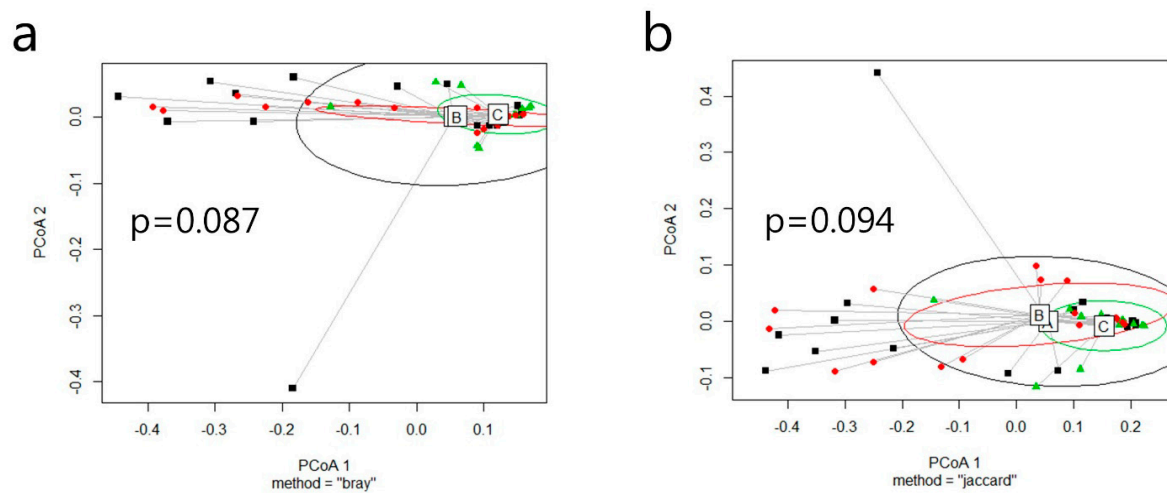 a
0.0
-0.1
-0.2
-0.3
-0.4
PCoA 2
B
C
p=0.087
-0.4
-0.3
-0.2
-0.1
0.0
0.1
PCoA 1
method = "bray"
b
0.4
0.3
0.2
0.1
0.0
-0.1
PCoA 2
p=0.094
B
A
C
-0.4
-0.3
-0.2
-0.1
0.0
0.1
0.2
PCoA 1
method = "jaccard"